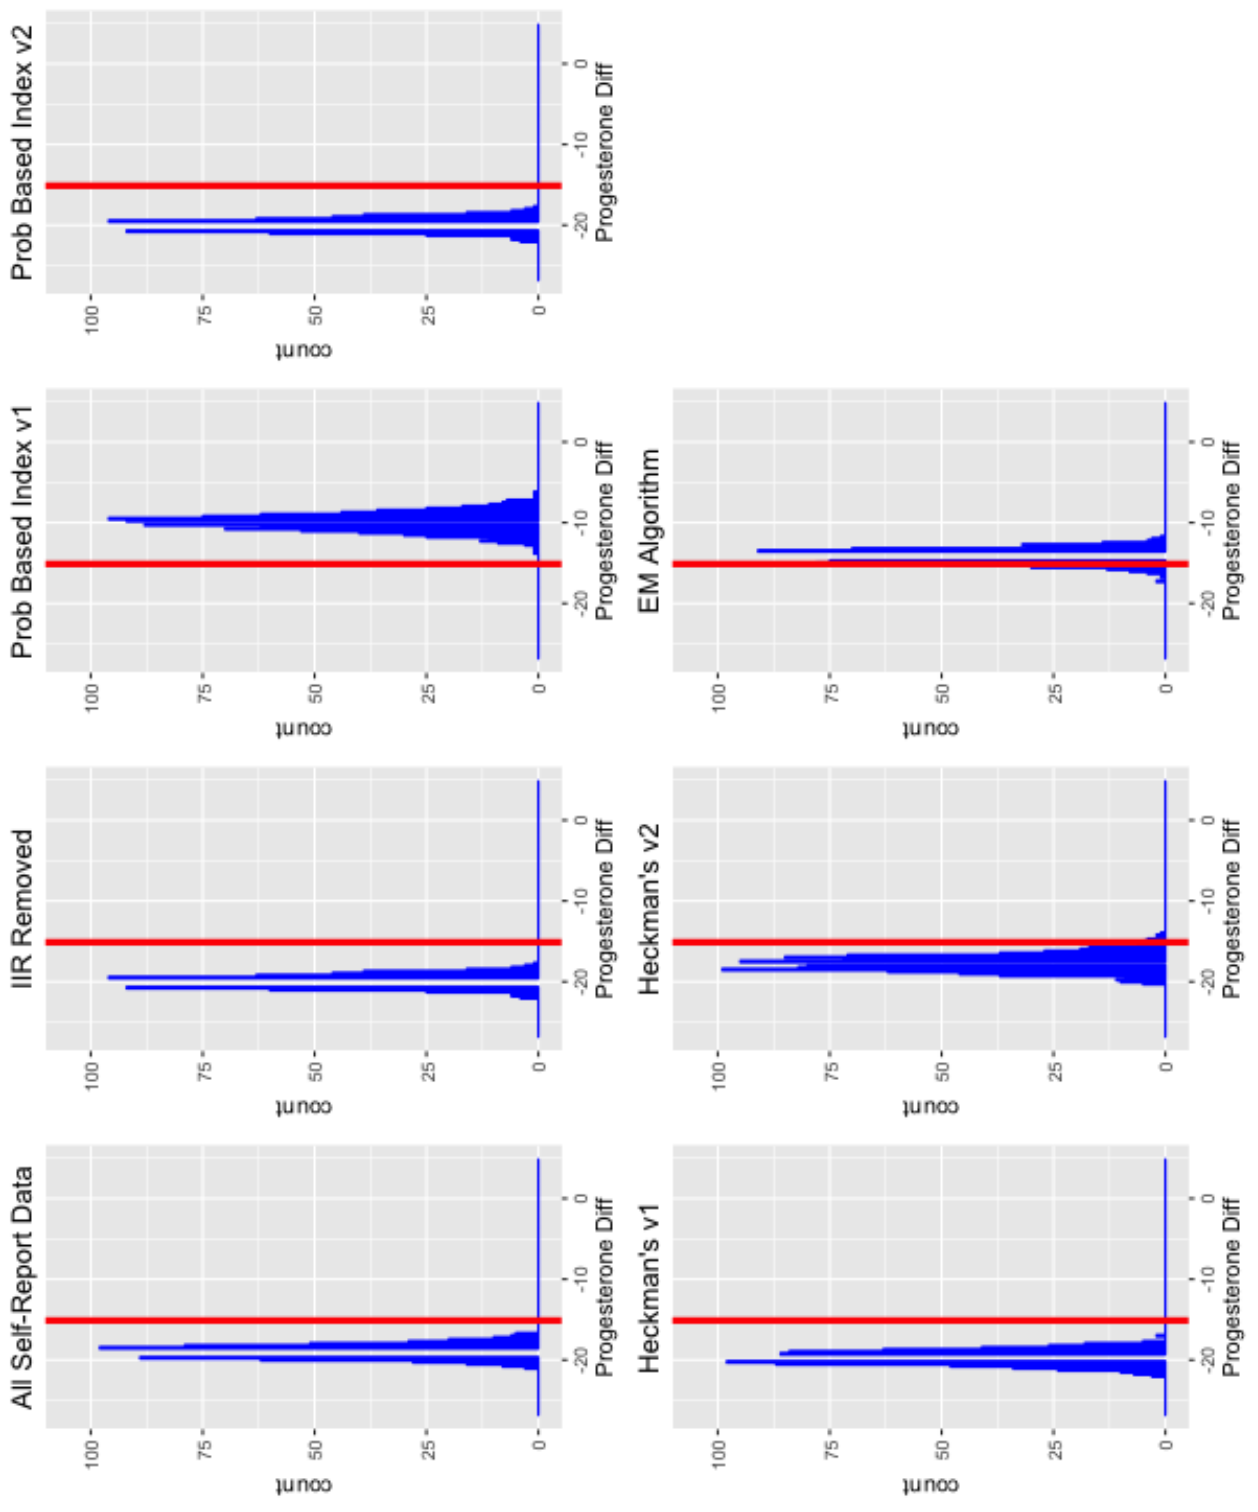 All Self-Report Data
count
100
75
50
25
0
-20 -10 0
Progesterone Diff
IIR Removed
count
100
75
50
25
0
-20 -10 0
Progesterone Diff
Prob Based Index v1
count
100
75
50
25
0
-20 -10 0
Progesterone Diff
Prob Based Index v2
count
100
75
50
25
0
-20 -10 0
Progesterone Diff
Heckman's v1
count
100
75
50
25
0
-20 -10 0
Progesterone Diff
Heckman's v2
count
100
75
50
25
0
-20 -10 0
Progesterone Diff
EM Algorithm
count
100
75
50
25
0
-20 -10 0
Progesterone Diff